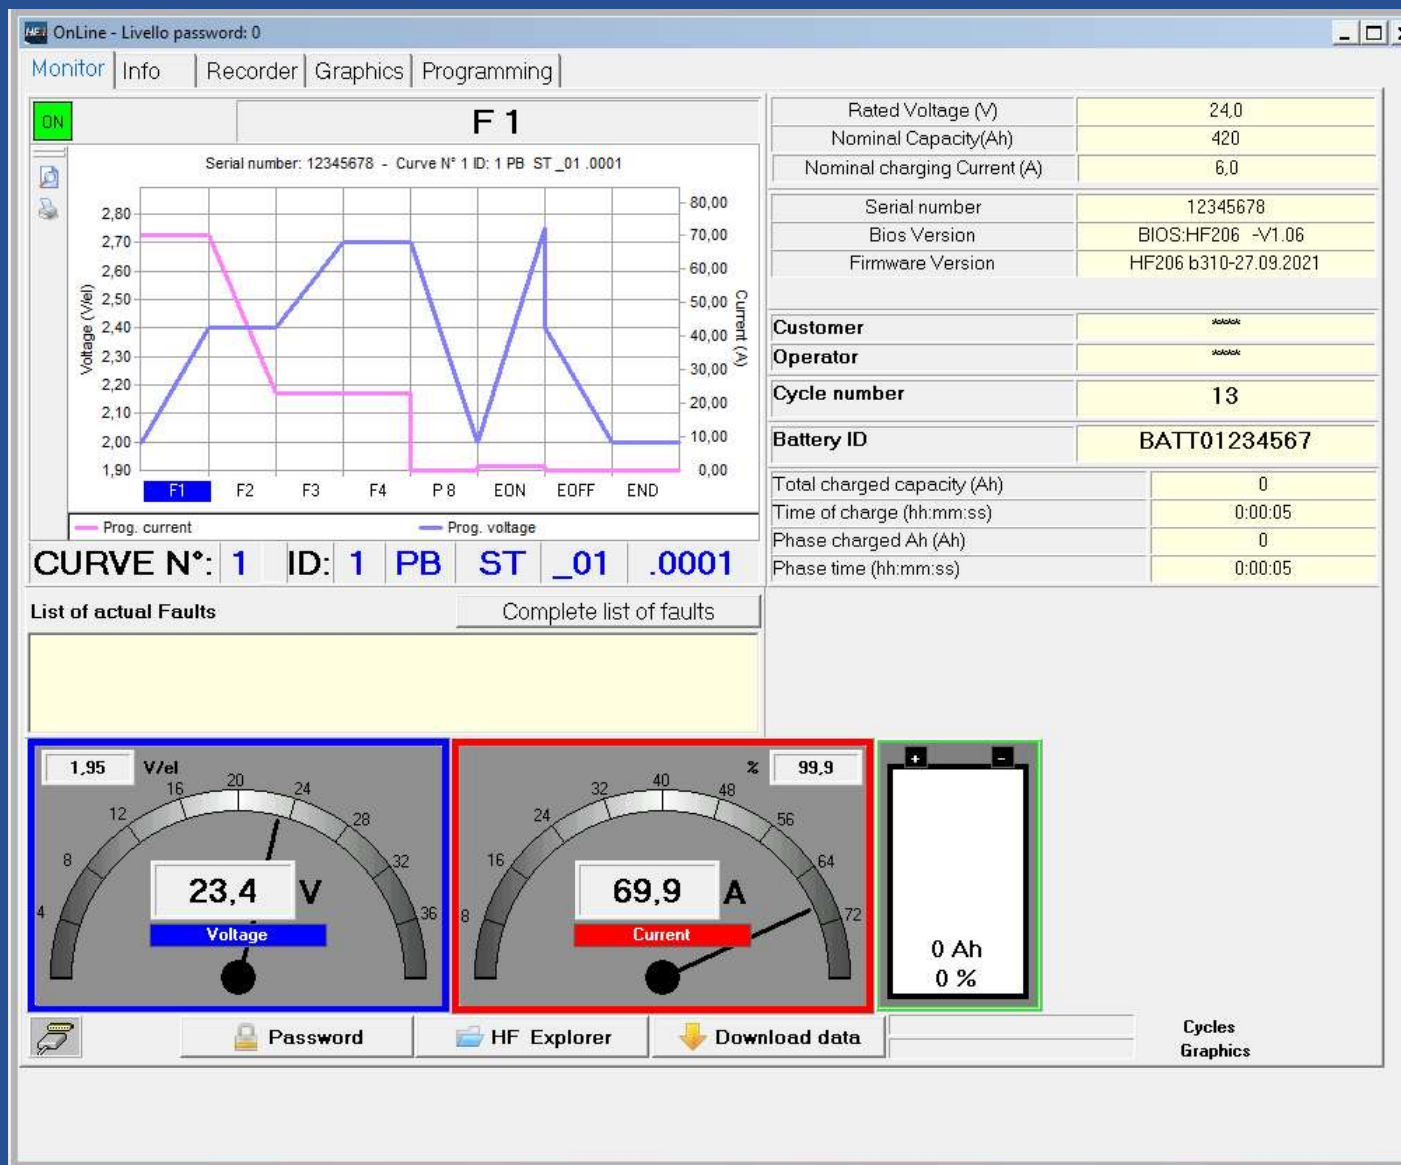 HF1 OnLine - Livello password: 0
Monitor Info Recorder Graphics Programming
ON F 1
Serial number: 12345678 - Curve N° 1 ID: 1 PB ST _01 .0001
Voltage (V/el)
2,80
2,70
2,60
2,50
2,40
2,30
2,20
2,10
2,00
1,90
80,00
70,00
60,00
50,00
40,00
30,00
20,00
10,00
0,00
Current (A)
F1 F2 F3 F4 P 8 EON EOFF END
Prog. current Prog. voltage
CURVE N°: 1 ID: 1 PB ST _01 .0001
Rated Voltage (V) 24,0
Nominal Capacity(Ah) 420
Nominal charging Current (A) 6,0
Serial number 12345678
Bios Version BIOS:HF206 -V1.06
Firmware Version HF206 b310-27.09.2021
Customer *****
Operator *****
Cycle number 13
Battery ID BATT01234567
Total charged capacity (Ah) 0
Time of charge (hh:mm:ss) 0:00:05
Phase charged Ah (Ah) 0
Phase time (hh:mm:ss) 0:00:05
List of actual Faults Complete list of faults
1,95 V/el
4 8 12 16 20 24 28 32 36
23,4 V
Voltage
% 99,9
8 16 24 32 40 48 56 64 72
69,9 A
Current
+ -
0 Ah
0 %
Password HF Explorer Download data
Cycles
Graphics